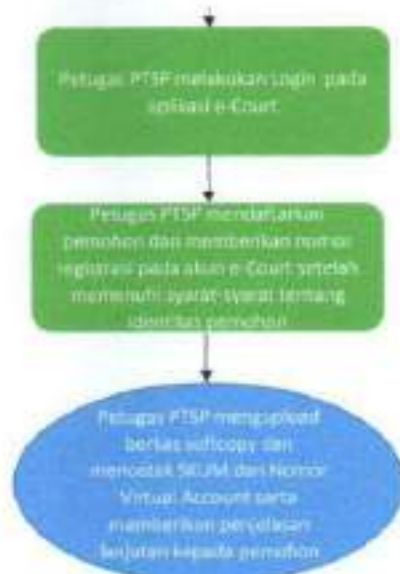 Petugas PTSP melakukan Login pada
aplikasi e-Court
Petugas PTSP mendaftarkan
pemohon dan memberikan nomor
registrasi pada akun e-Court setelah
memenuhi syarat-syarat tentang
identitas pemohon
Petugas PTSP mengupload
berkas softcopy dan
mencetak SKUM dan Nomor
Virtual Account serta
memberikan penjelasan
lanjutan kepada pemohon